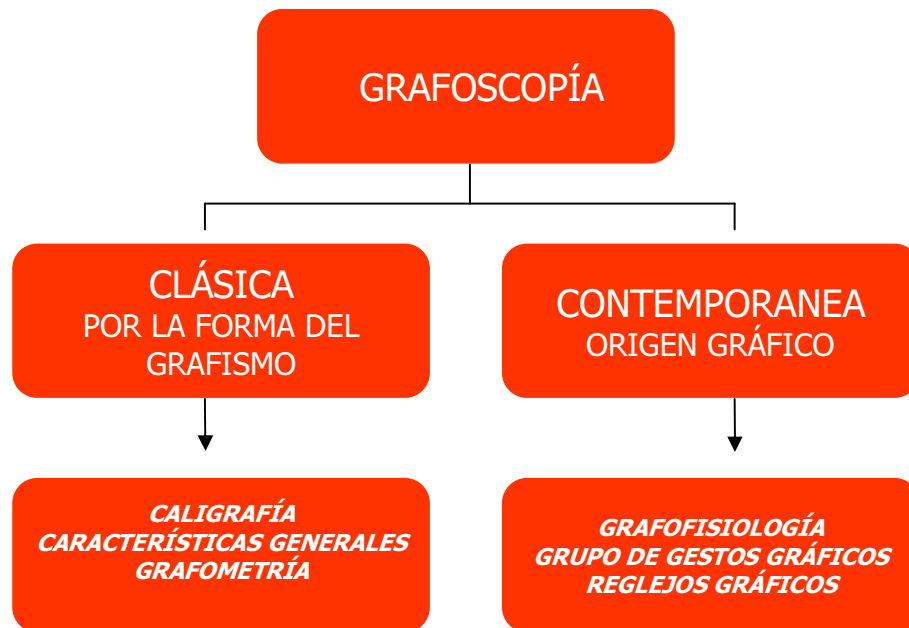 GRAFOSCOPÍA
CLÁSICA
POR LA FORMA DEL
GRAFISMO
CONTEMPORANEA
ORIGEN GRÁFICO
CALIGRAFÍA
CARACTERÍSTICAS GENERALES
GRAFOMETRÍA
GRAFOFISIOLOGÍA
GRUPO DE GESTOS GRÁFICOS
REGLEJOS GRÁFICOS